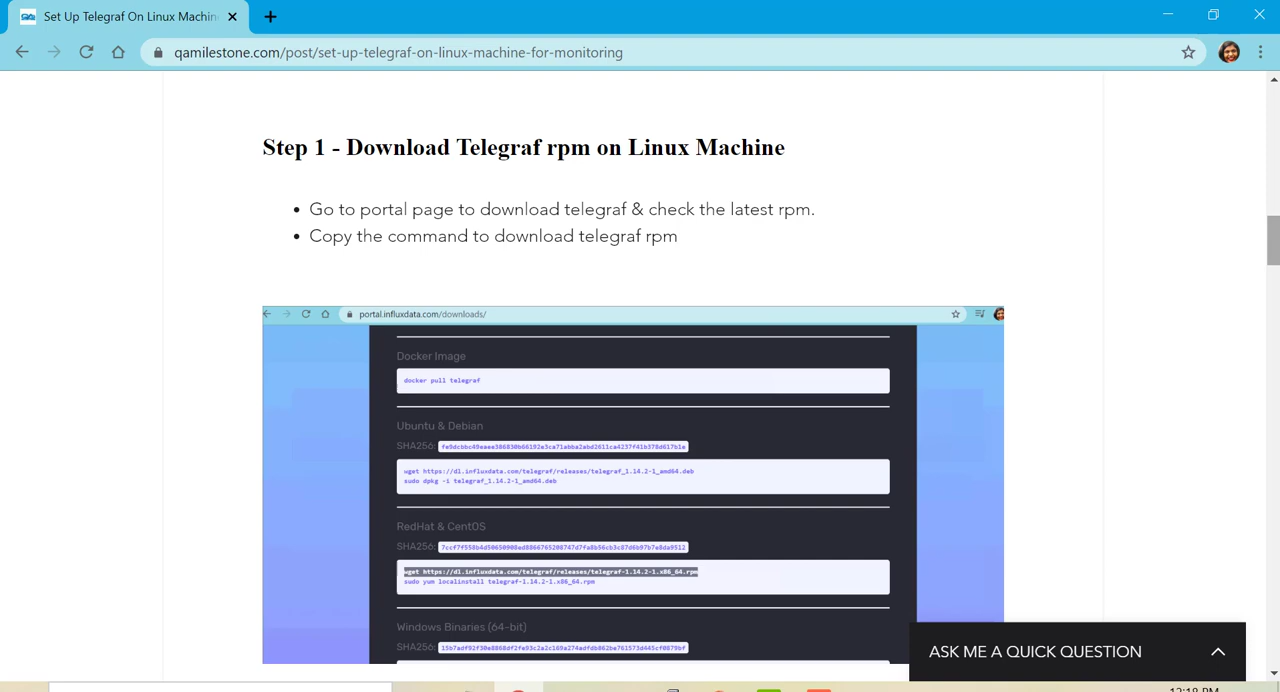 Set Up Telegraf On Linux Machin
qamilestone.com/post/set-up-telegraf-on-linux-machine-for-monitoring
Step 1 - Download Telegraf rpm on Linux Machine
• Go to portal page to download telegraf & check the latest rpm.
• Copy the command to download telegraf rpm
portal.influxdata.com/downloads/
Docker Image
docker pull telegraf
Ubuntu & Debian
SHA256:
wget https://dl.influxdata.com/telegraf/releases/telegraf_1.14.2-1_amd64.deb
sudo dpkg -i telegraf_1.14.2-1_amd64.deb
RedHat & CentOS
SHA256:
wget https://dl.influxdata.com/telegraf/releases/telegraf-1.14.2-1.x86_64.rpm
sudo yum localinstall telegraf-1.14.2-1.x86_64.rpm
Windows Binaries (64-bit)
SHA256:
ASK ME A QUICK QUESTION